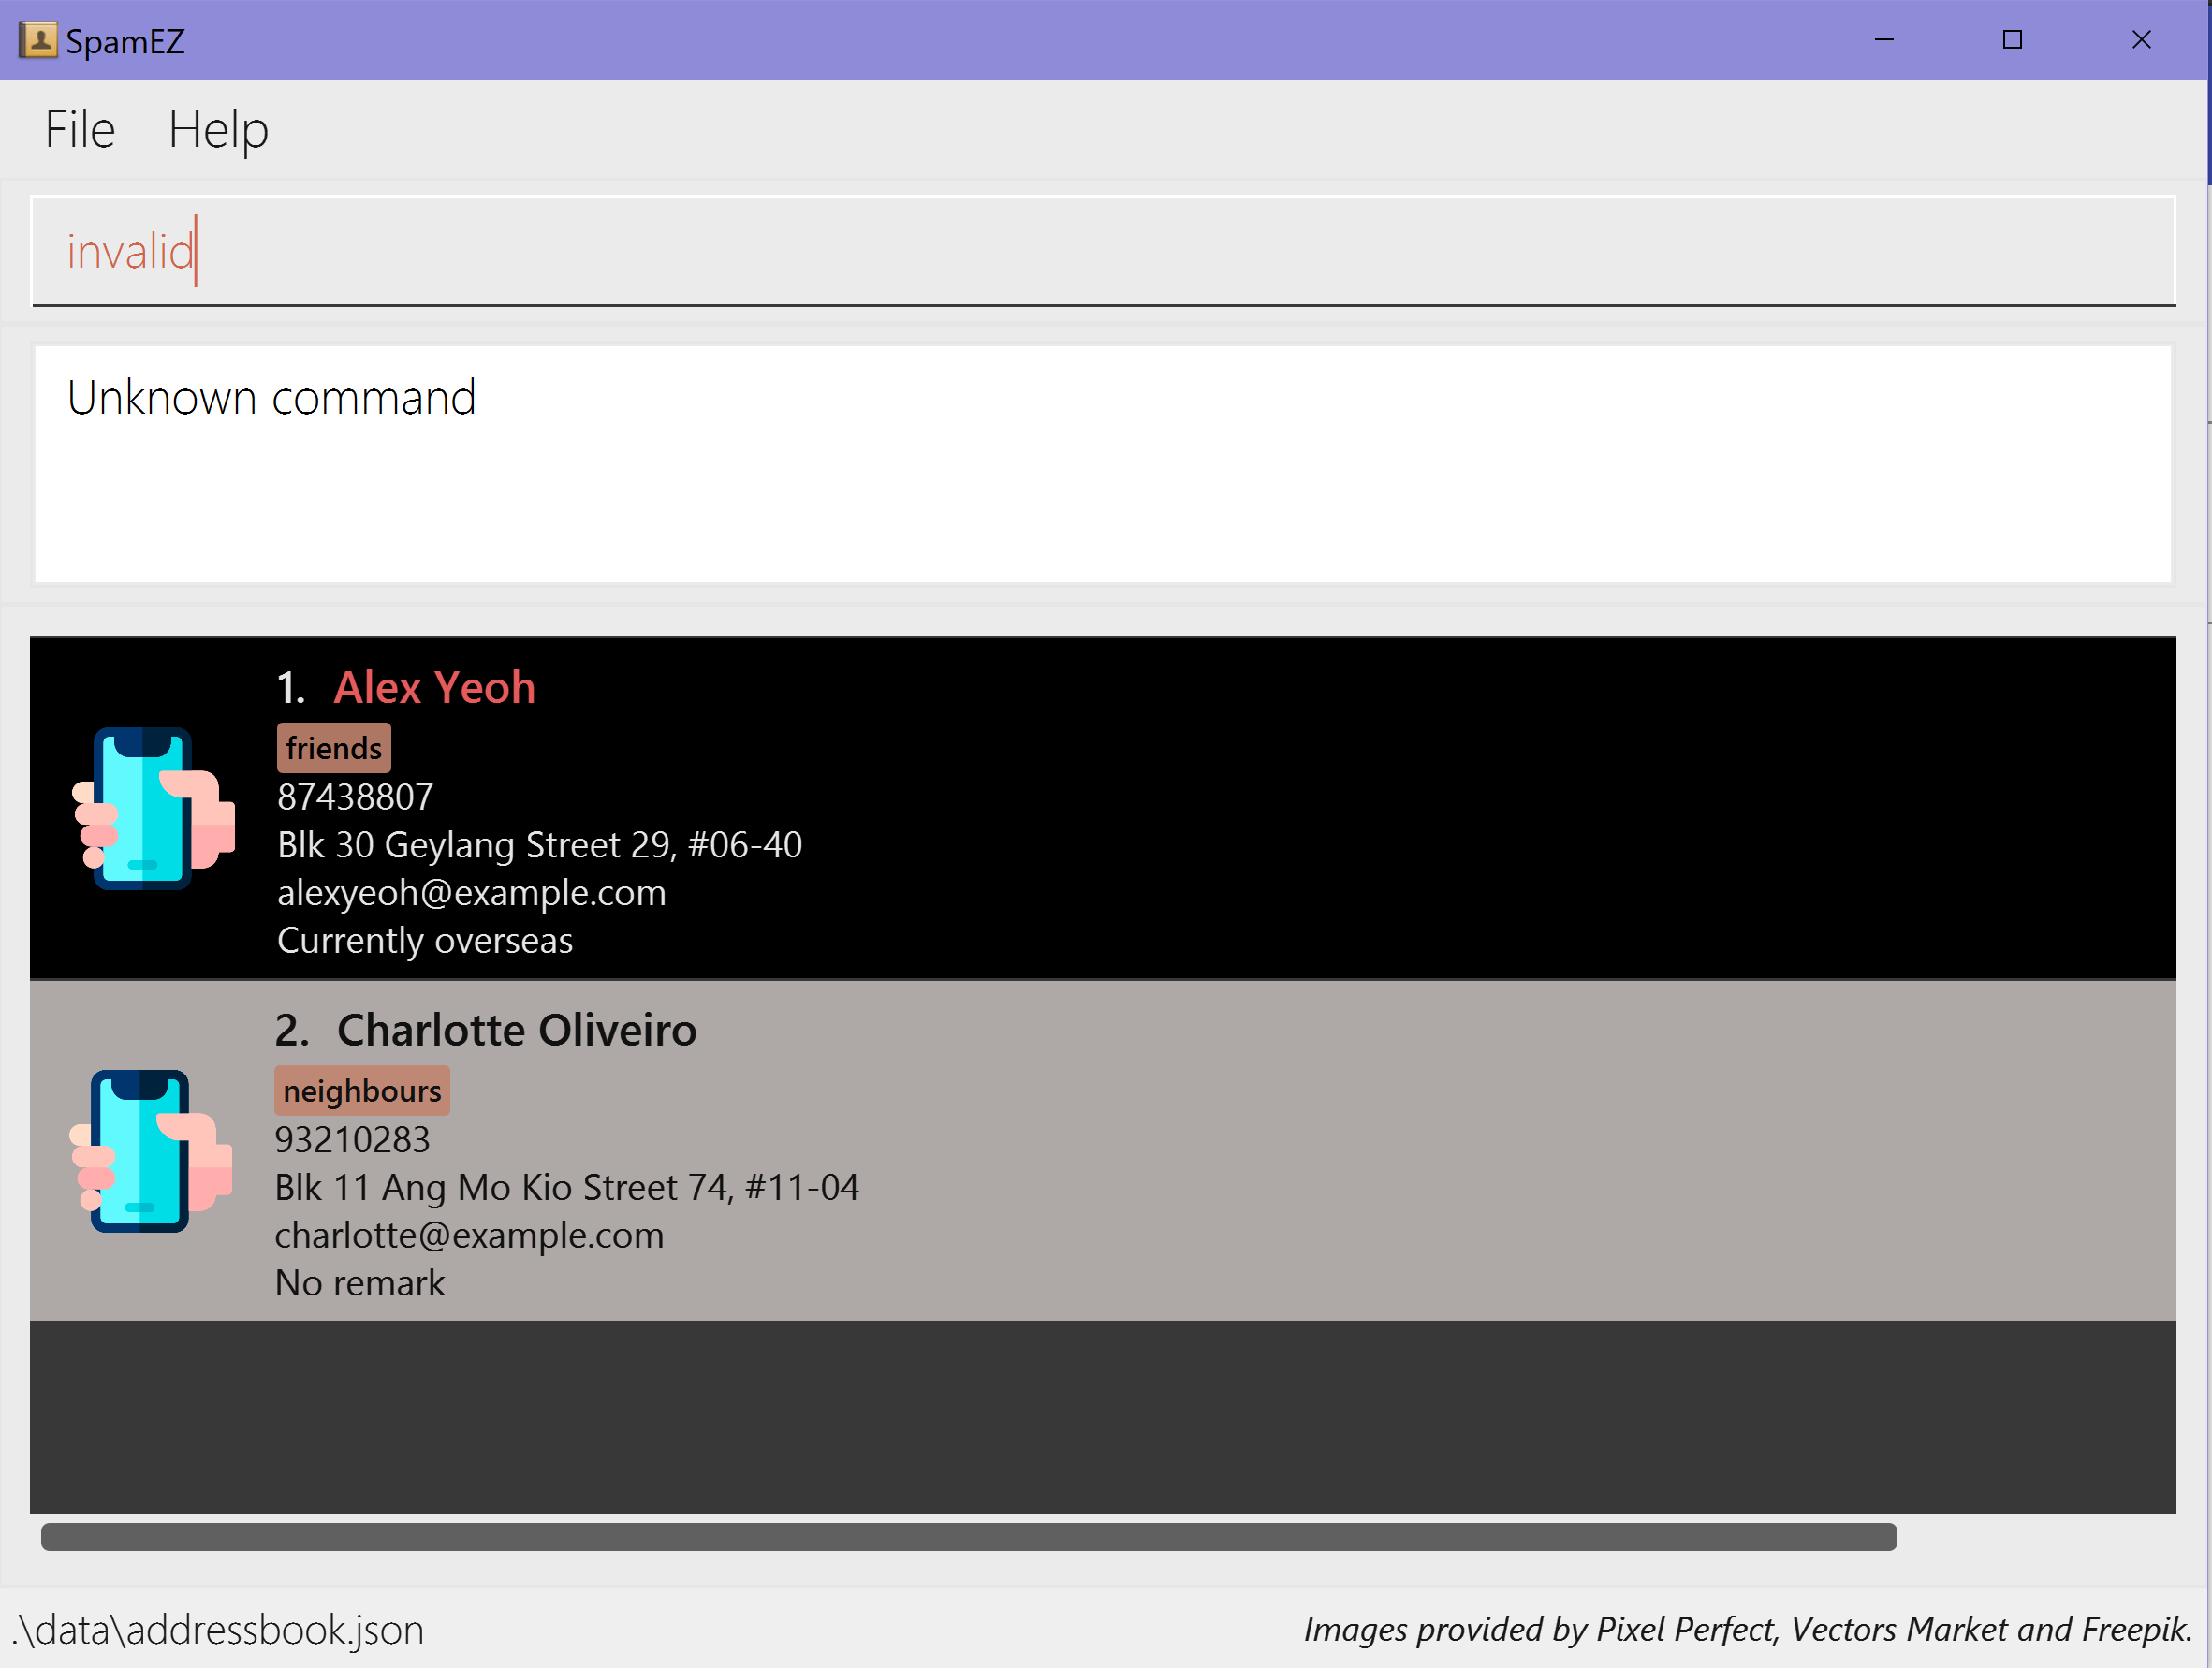 SpamEZ
File Help
invalid
Unknown command
1. Alex Yeoh
friends
87438807
Blk 30 Geylang Street 29, #06-40
alexyeoh@example.com
Currently overseas
2. Charlotte Oliveiro
neighbours
93210283
Blk 11 Ang Mo Kio Street 74, #11-04
charlotte@example.com
No remark
.\data\addressbook.json
Images provided by Pixel Perfect, Vectors Market and Freepik.